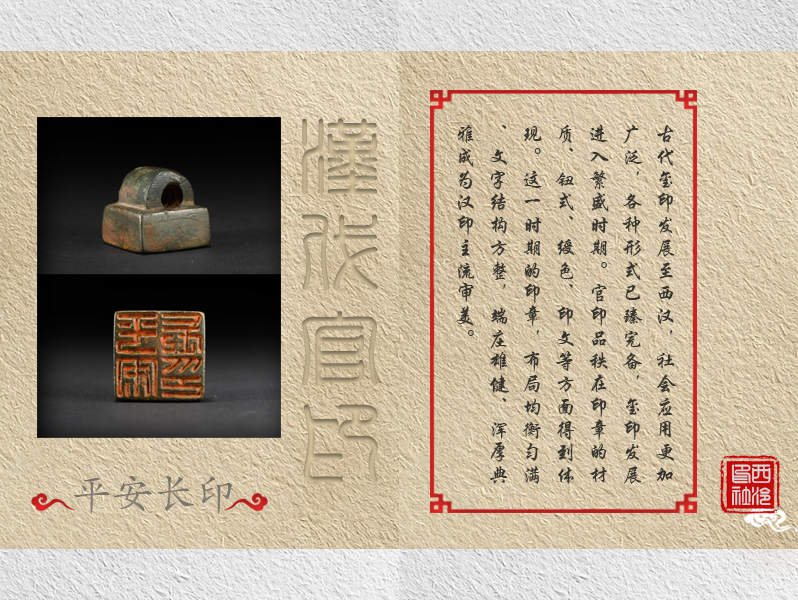 漢代官印
平安长印
古代玺印发展至西汉，社会应用更加
广泛，各种形式已臻完备，玺印发展
进入繁盛时期。官印品秩在印章的材
质、钮式、绶色、印文等方面得到体
现。这一时期的印章，布局均衡匀满
、文字结构方整，端庄雄健、浑厚典
雅成为汉印主流审美。
西泠
印社